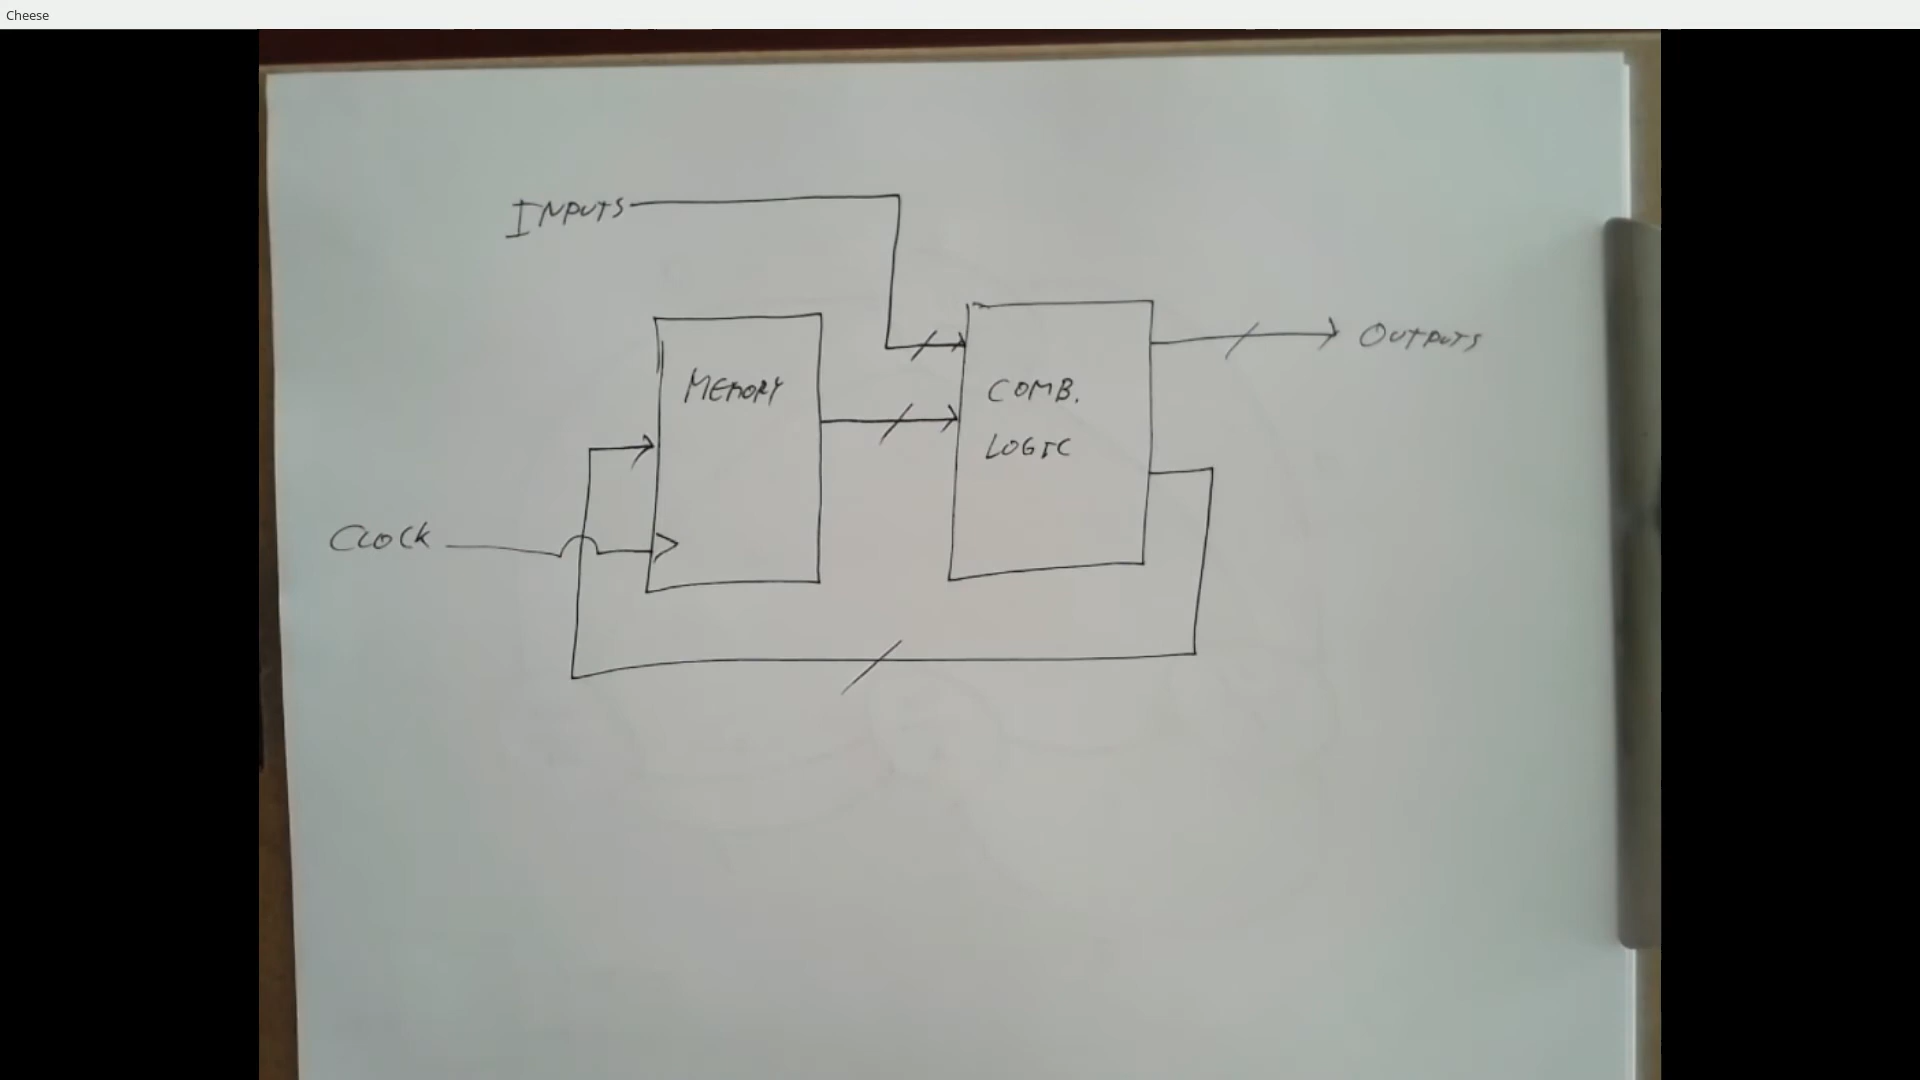 Cheese
INPUTS
MEMORY
COMB.
LOGIC
OUTPUTS
CLOCK